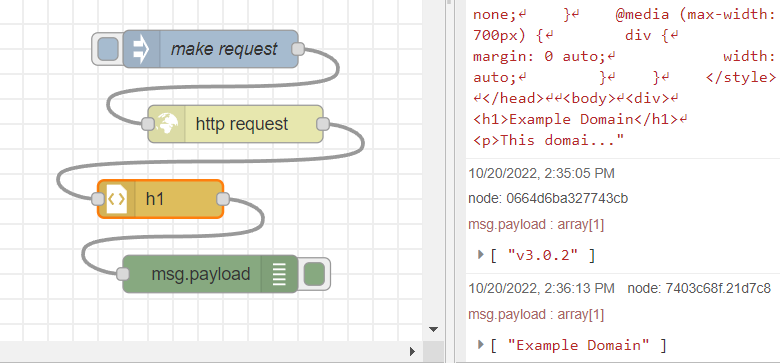 make request
http request
h1
msg.payload
none;↵ }↵ @media (max-width:
700px) {↵ div {↵
margin: 0 auto;↵ width:
auto;↵ }↵ }↵ </style>
↵</head>↵↵<body>↵<div>↵
<h1>Example Domain</h1>↵
<p>This domai..."
10/20/2022, 2:35:05 PM
node: 0664d6ba327743cb
msg.payload : array[1]
[ "v3.0.2" ]
10/20/2022, 2:36:13 PM node: 7403c68f.21d7c8
msg.payload : array[1]
[ "Example Domain" ]